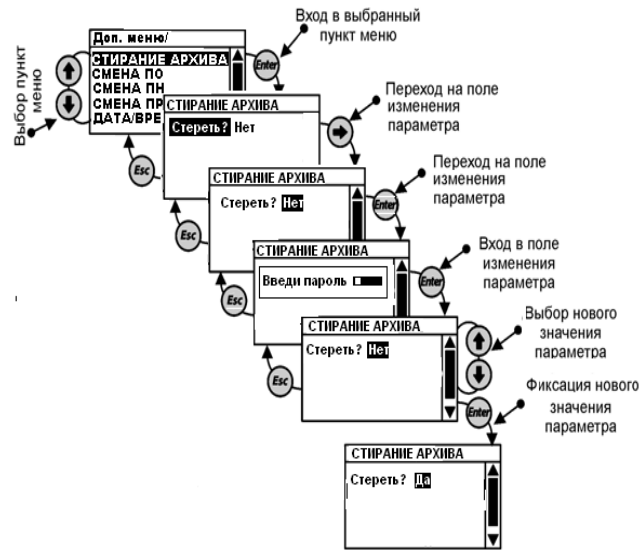 Доп. меню/
СТИРАНИЕ АРХИВА
СМЕНА ПО
СМЕНА ПН
СМЕНА ПР
ДАТА/ВРЕ
Выбор пункт
меню
Enter
Вход в выбранный
пункт меню
СТИРАНИЕ АРХИВА
Стереть? Нет
Esc
Переход на поле
изменения
параметра
СТИРАНИЕ АРХИВА
Стереть? Нет
Esc
Enter
Переход на поле
изменения
параметра
СТИРАНИЕ АРХИВА
Введи пароль
Esc
Enter
Вход в поле
изменения
параметра
СТИРАНИЕ АРХИВА
Стереть? Нет
Esc
Выбор нового
значения
параметра
Enter
Фиксация нового
значения
параметра
СТИРАНИЕ АРХИВА
Стереть? Да